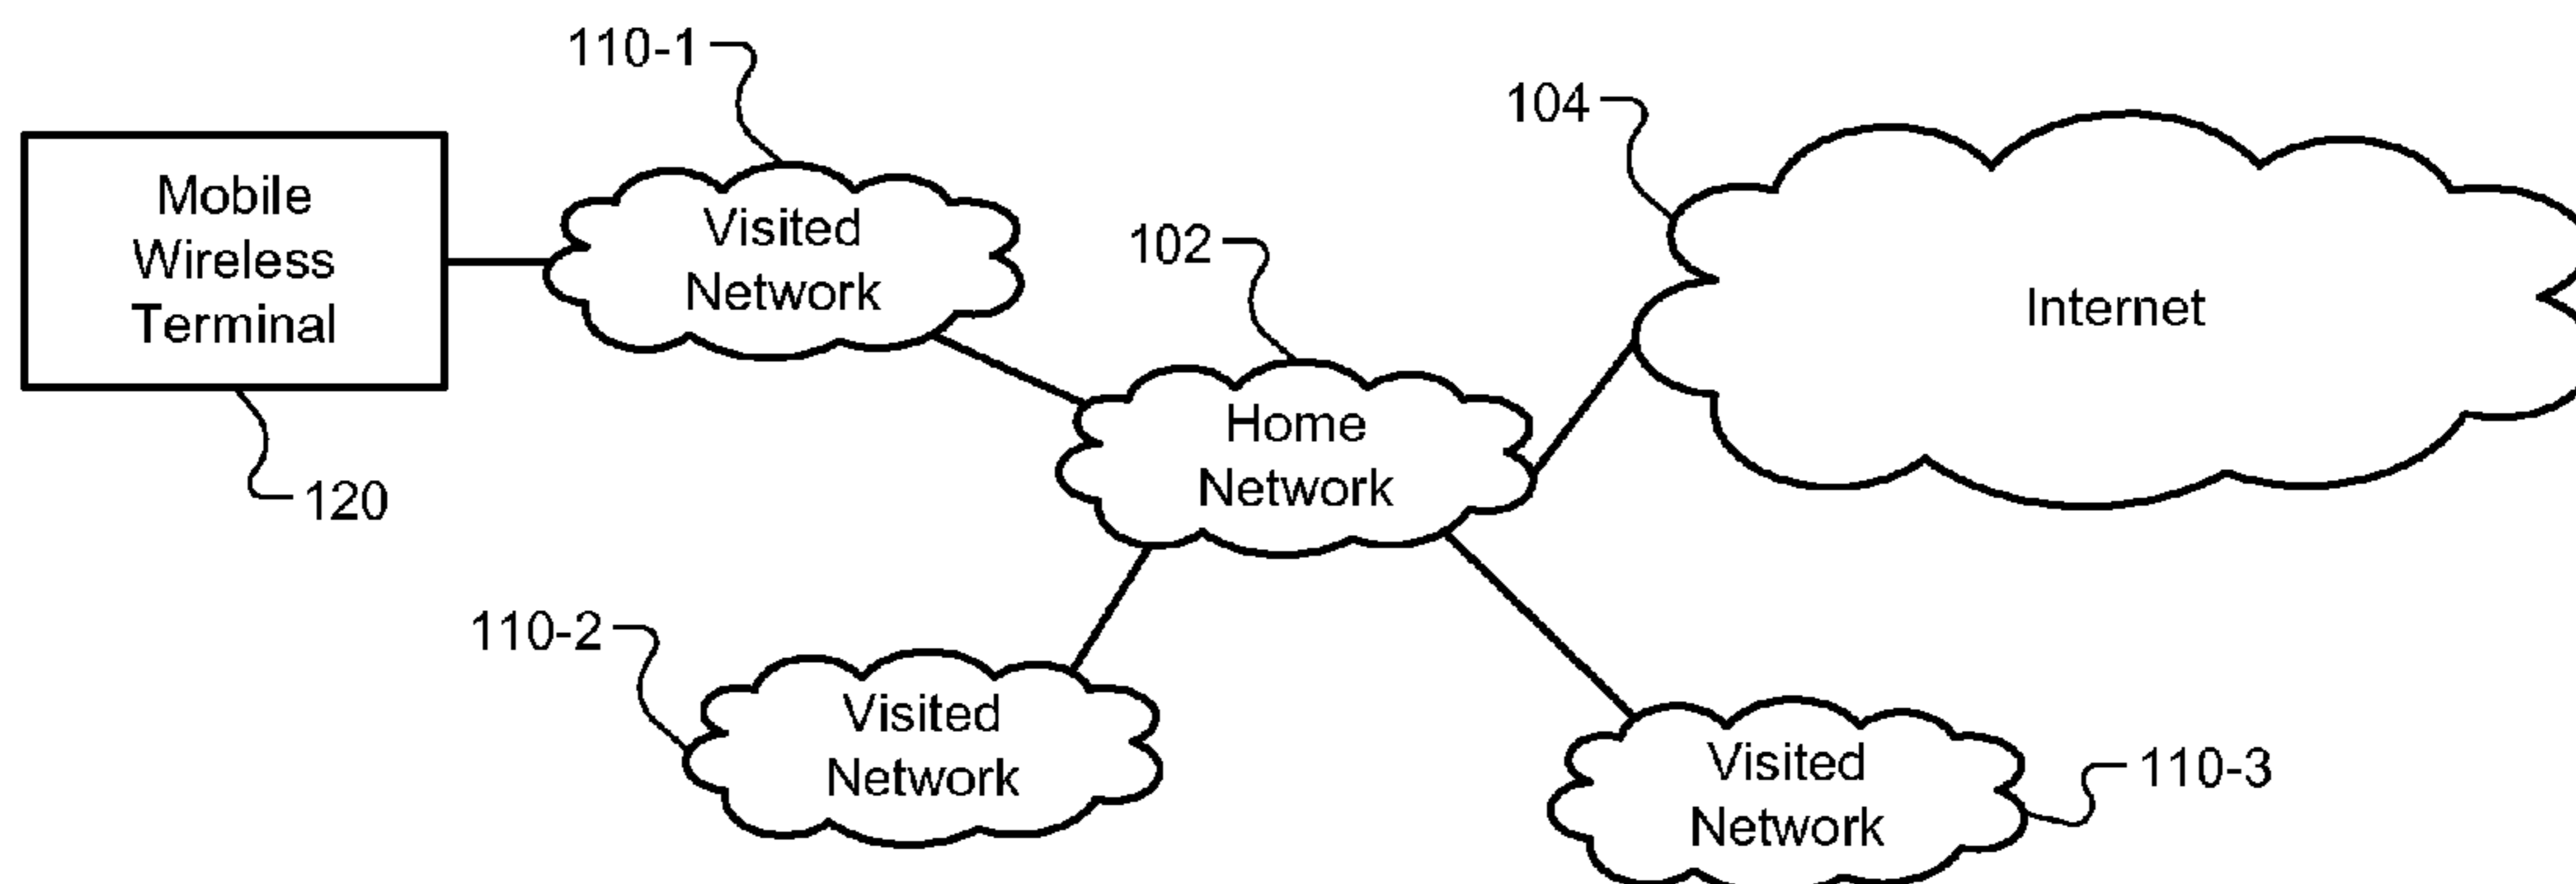 110-1
104
Mobile
Wireless
Terminal
Visited
Network
102
Internet
Home
Network
120
110-2
Visited
Network
Visited
Network
110-3